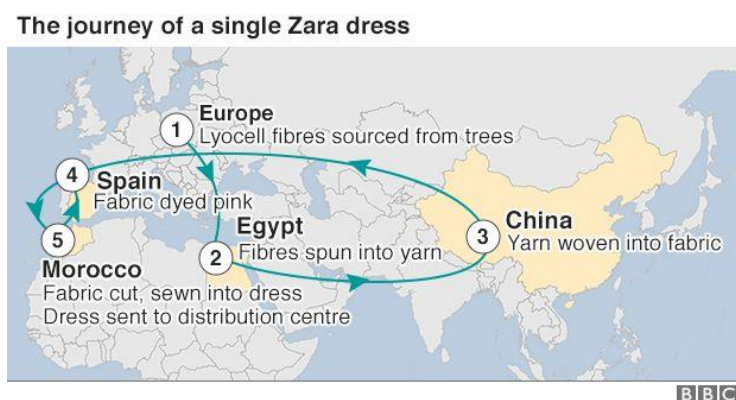 The journey of a single Zara dress
1
Europe
Lyocell fibres sourced from trees
4
Spain
Fabric dyed pink
Egypt
2
Fibres spun into yarn
China
3
Yarn woven into fabric
5
Morocco
Fabric cut, sewn into dress
Dress sent to distribution centre
BBC